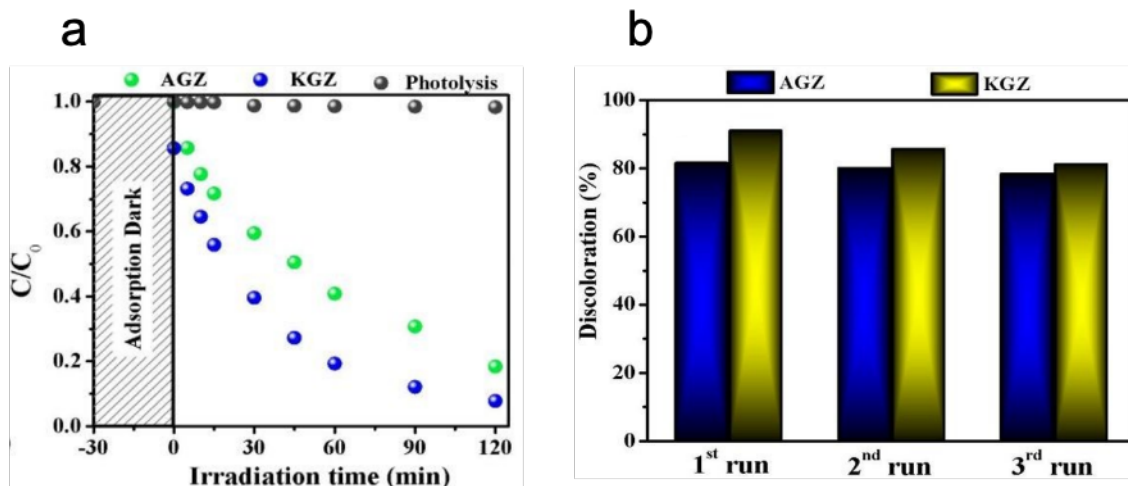 a
AGZ KGZ Photolysis
1.0
0.8
0.6
0.4
0.2
0.0
C/C0
Adsorption Dark
-30 0 30 60 90 120
Irradiation time (min)
b
AGZ KGZ
100
80
60
40
20
0
Discoloration (%)
1st run 2nd run 3rd run